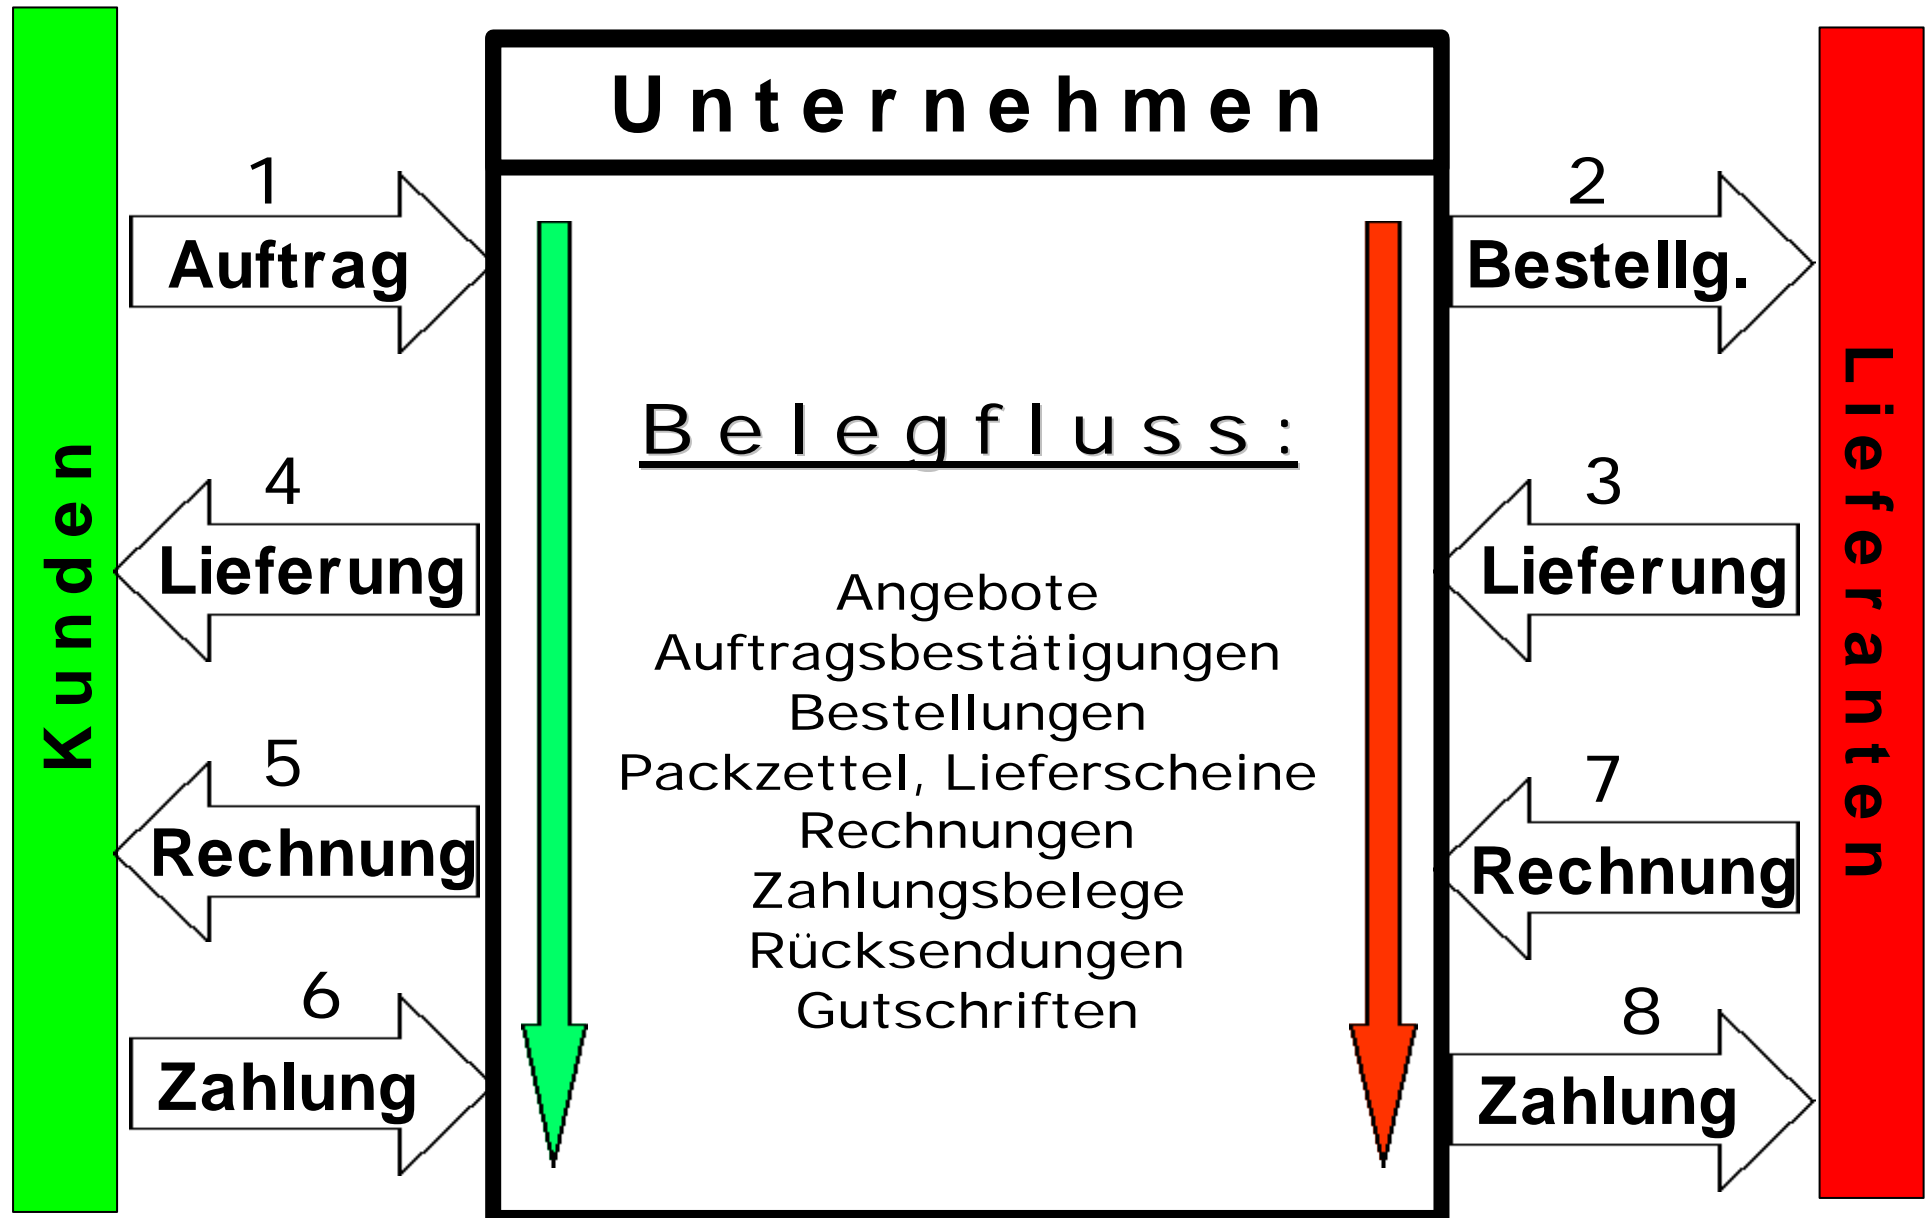 Unternehmen
Kunden
1
Auftrag
4
Lieferung
5
Rechnung
6
Zahlung
Belegfluss:
Angebote
Auftragsbestätigungen
Bestellungen
Packzettel, Lieferscheine
Rechnungen
Zahlungsbelege
Rücksendungen
Gutschriften
2
Bestellg.
3
Lieferung
7
Rechnung
8
Zahlung
Lieferanten